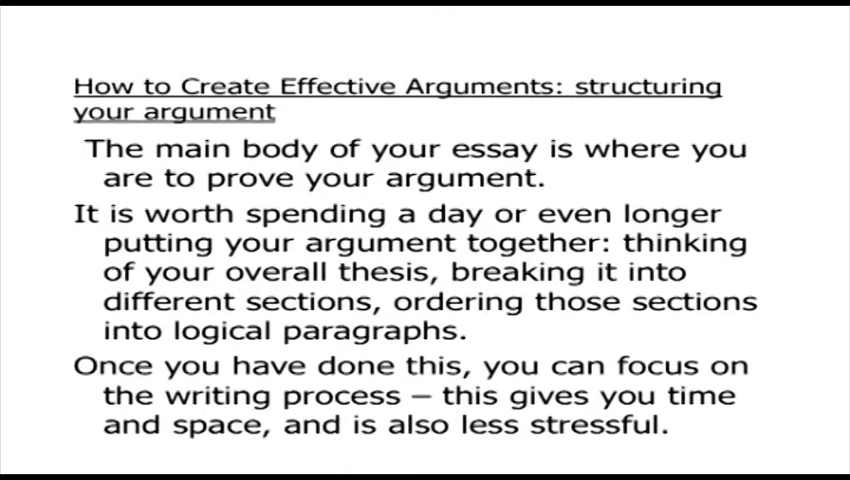 How to Create Effective Arguments: structuring
your argument
The main body of your essay is where you
are to prove your argument.
It is worth spending a day or even longer
putting your argument together: thinking
of your overall thesis, breaking it into
different sections, ordering those sections
into logical paragraphs.
Once you have done this, you can focus on
the writing process – this gives you time
and space, and is also less stressful.